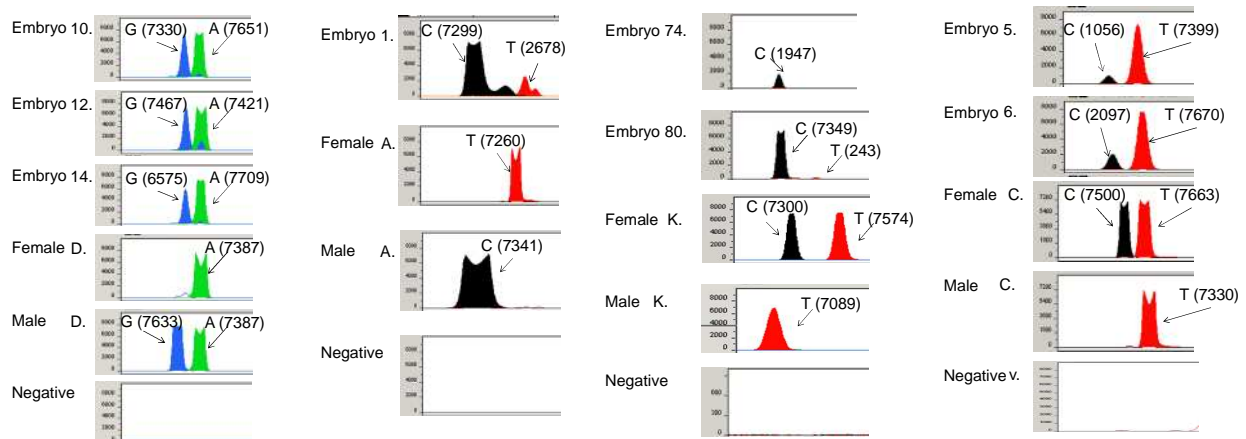 Embryo 10.
G (7330) A (7651)
Embryo 12.
G (7467) A (7421)
Embryo 14.
G (6575) A (7709)
Female D.
A (7387)
Male D.
G (7633) A (7387)
Negative
Embryo 1.
C (7299) T (2678)
Female A.
T (7260)
Male A.
C (7341)
Negative
Embryo 74.
C (1947)
Embryo 80.
C (7349)
T (243)
Female K.
C (7300) T (7574)
Male K.
T (7089)
Negative
Embryo 5.
C (1056) T (7399)
Embryo 6.
C (2097) T (7670)
Female C.
C (7500) T (7663)
Male C.
T (7330)
Negative v.